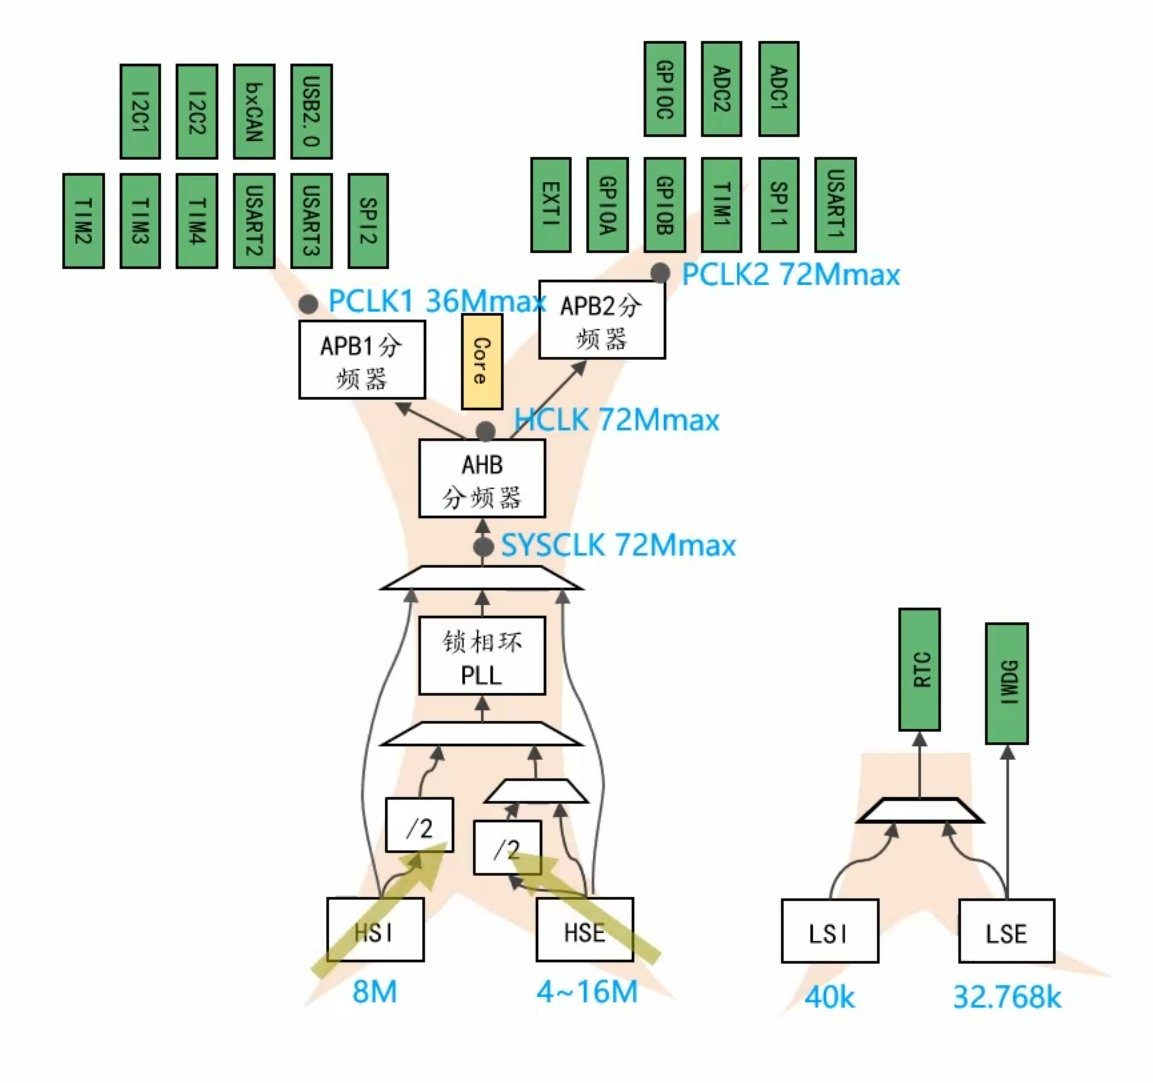 GPIOC
ADC2
ADC1
I2C1
I2C2
bxCAN
USB2.0
EXTI
GPIOA
GPIOB
TIM1
SPI1
USART1
TIM2
TIM3
TIM4
USART2
USART3
SPI2
PCLK2 72Mmax
PCLK1 36Mmax
APB2分
频器
APB1分
频器
Core
HCLK 72Mmax
AHB
分频器
SYSCLK 72Mmax
锁相环
PLL
/2
/2
HSI
HSE
8M
4~16M
RTC
IWDG
LSI
LSE
40k
32.768k